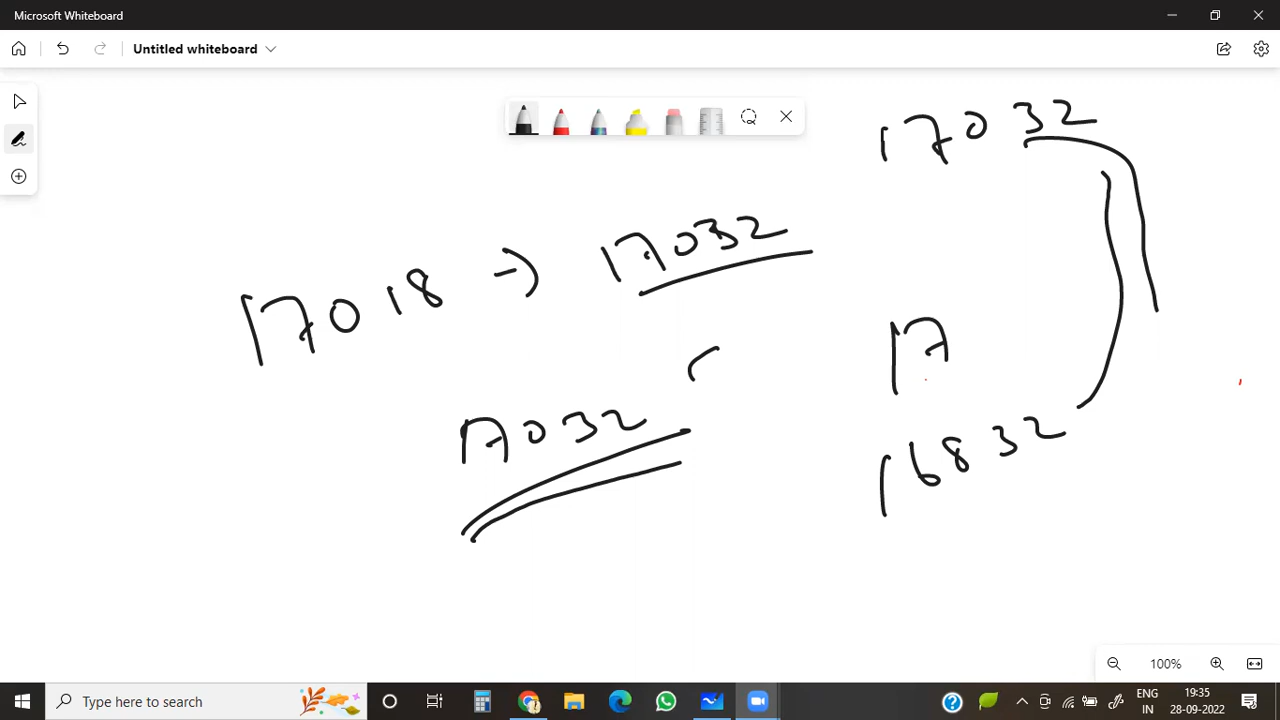 Microsoft Whiteboard
Untitled whiteboard
17032
17018 → 17032
17
17032
16832
100%
Type here to search
ENG
IN
19:35
28-09-2022